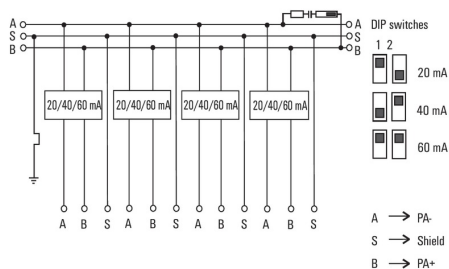 A A DIP switches
S S
B B
1 2
20 mA
20/40/60 mA 20/40/60 mA 20/40/60 mA 20/40/60 mA
40 mA
60 mA
A B S A B S A B S A B S
A → PA-
S → Shield
B → PA+